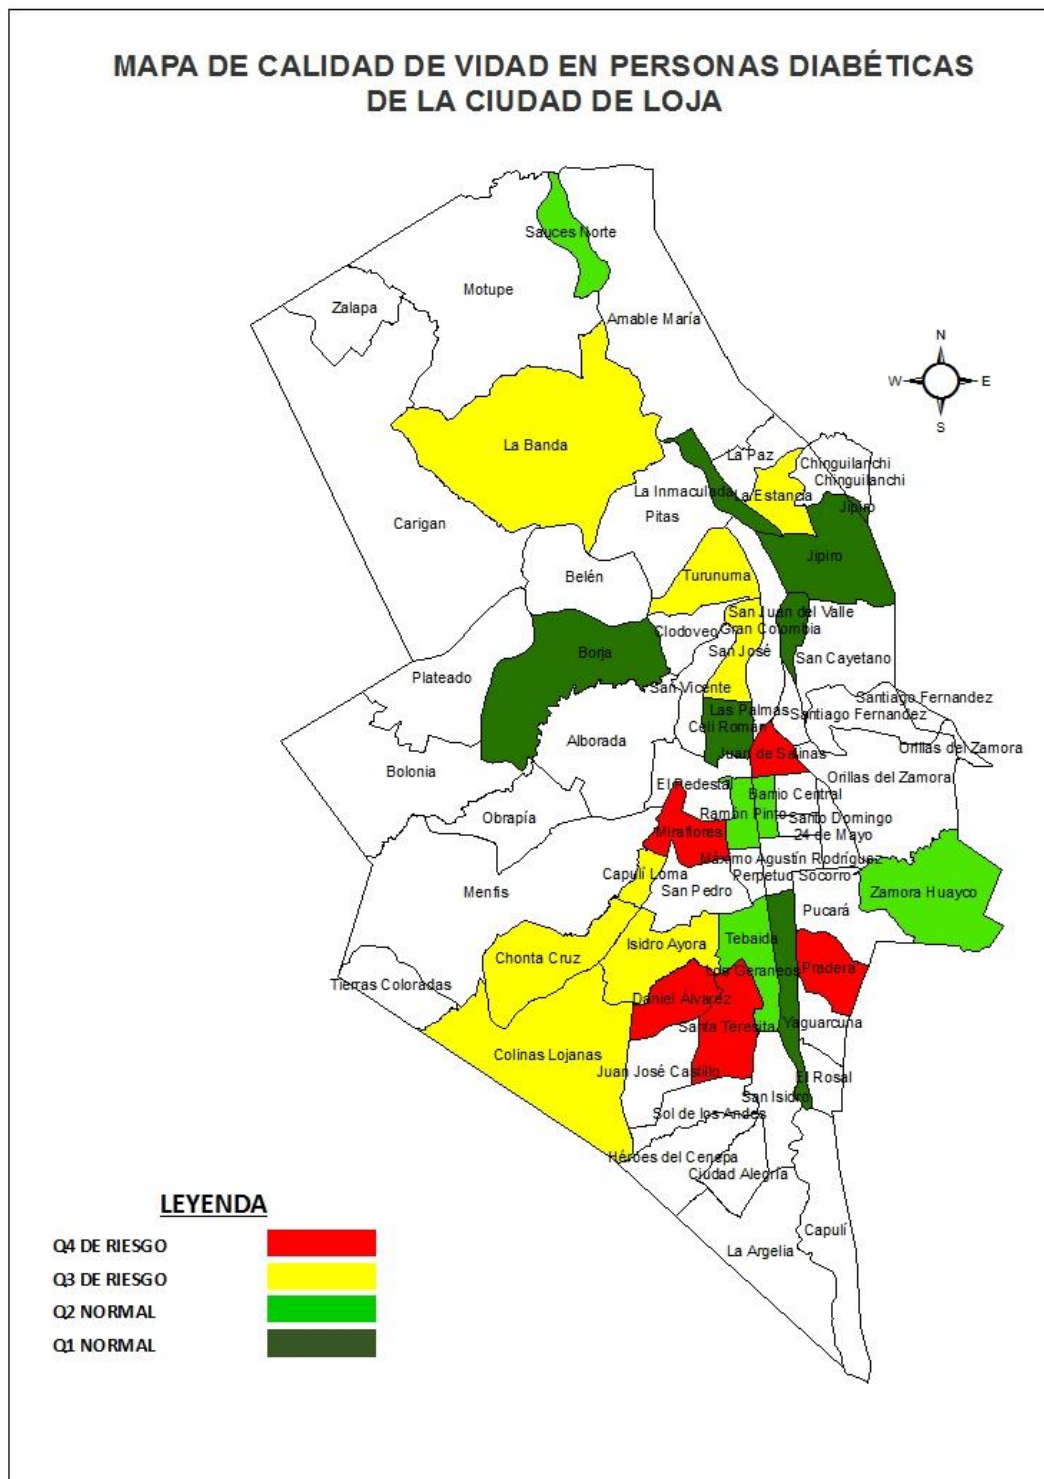 MAPA DE CALIDAD DE VIDAD EN PERSONAS DIABÉTICAS
DE LA CIUDAD DE LOJA
Sauces Norte
Motupe
Zalapa
Amable María
N
W
E
S
La Banda
La Paz
Chinguilanchi
Chinguilanchi
La Inmaculada
La Estancia
Jipiro
Pitas
Carigan
Jipiro
Belén
Turunuma
San Juan del Valle
Clodoveo
Gran Colombia
Borja
San José
San Cayetano
Plateado
San Vicente
Santiago Fernandez
Las Palmas
Santiago Fernandez
Celi Román
Alborada
Juan de Salinas
Orillas del Zamora
Bolonia
Orillas del Zamora
El Pedestal
Barrio Central
Obrapía
Ramón Pinto
Santo Domingo
Miraflores
24 de Mayo
Máximo Agustín Rodríguez
Capulí Loma
Perpetuo Socorro
Menfis
San Pedro
Zamora Huayco
Pucará
Isidro Ayora
Tebaida
Chonta Cruz
Los Geraneos
Pradera
Tierras Coloradas
Daniel Álvarez
Santa Teresita
Yaguarcuna
Colinas Lojanas
Juan José Castillo
El Rosal
San Isidro
Sol de los Andes
Héroes del Cenepa
Ciudad Alegría
Capulí
La Argelia
LEYENDA
Q4 DE RIESGO
Q3 DE RIESGO
Q2 NORMAL
Q1 NORMAL